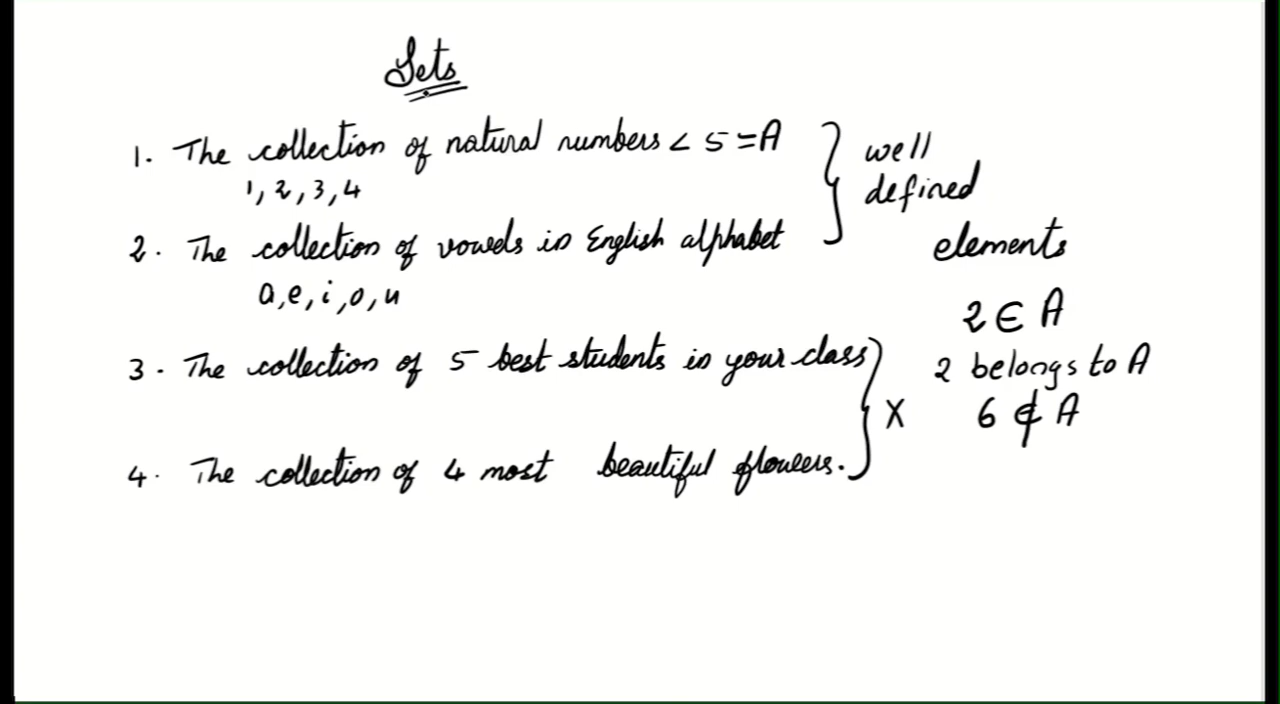 Sets
1. The collection of natural numbers < 5 = A
1, 2, 3, 4
2. The collection of vowels in English alphabet
a, e, i, o, u
3. The collection of 5 best students in your class
4. The collection of 4 most beautiful flowers.
well
defined
elements
2 ∈ A
2 belongs to A
X
6 ∉ A